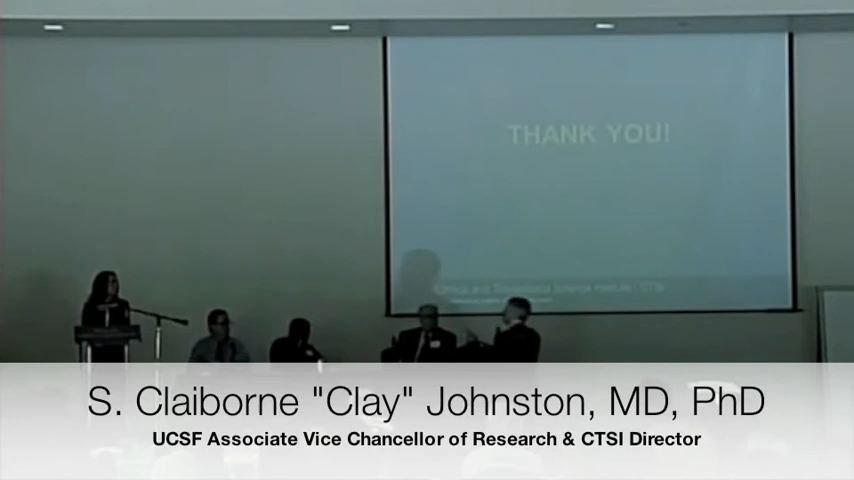 THANK YOU!
S. Claiborne "Clay" Johnston, MD, PhD
UCSF Associate Vice Chancellor of Research & CTSI Director